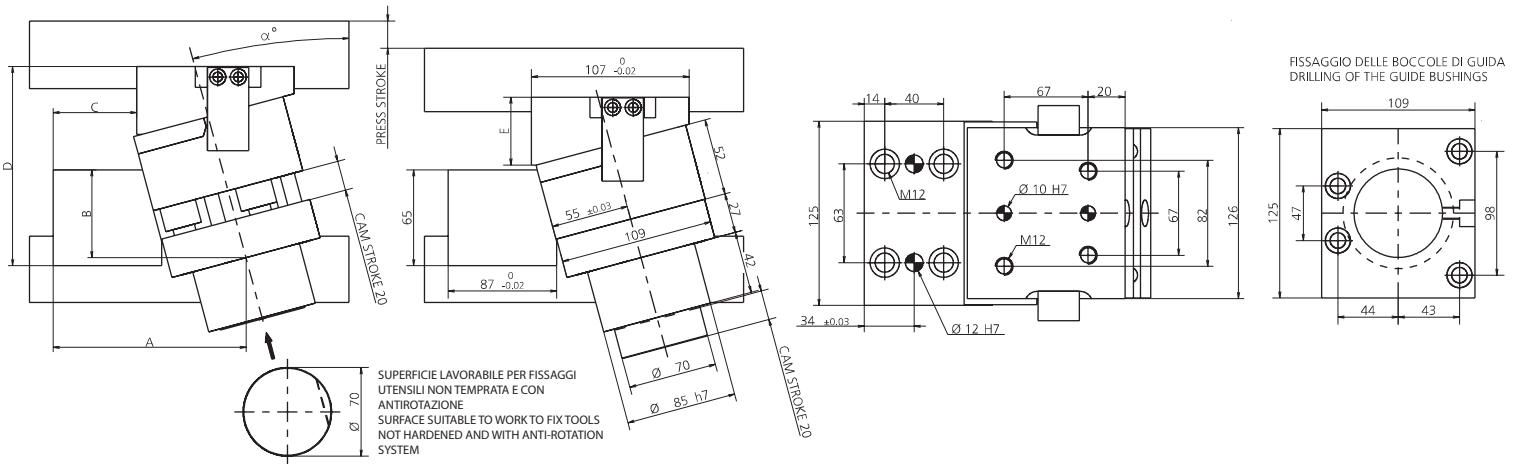 α°
C
D
B
A
CAM STROKE 20
Ø 70
SUPERFICIE LAVORABILE PER FISSAGGI
UTENSILI NON TEMPRATA E CON
ANTIROTAZIONE
SURFACE SUITABLE TO WORK TO FIX TOOLS
NOT HARDENED AND WITH ANTI-ROTATION
SYSTEM
PRESS STROKE
107 0 -0.02
E
65
87 0 -0.02
55 ±0.03
109
52
27
42
Ø 70
Ø 85 h7
CAM STROKE 20
14
40
67
20
125
63
M12
Ø 10 H7
M12
67
82
126
34 ±0.03
Ø 12 H7
FISSAGGIO DELLE BOCCOLE DI GUIDA
DRILLING OF THE GUIDE BUSHINGS
109
125
47
98
44
43